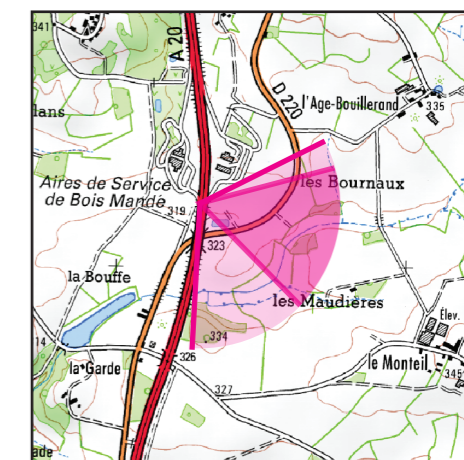 341
A 20
D 220
l'Age-Bouillerand
335
lans
Aires de Service
de Bois Mandé
319
les Bournaux
323
la Bouffe
les Maudières
Élev.
14
334
326
la Garde
le Monteil
345
327
ade